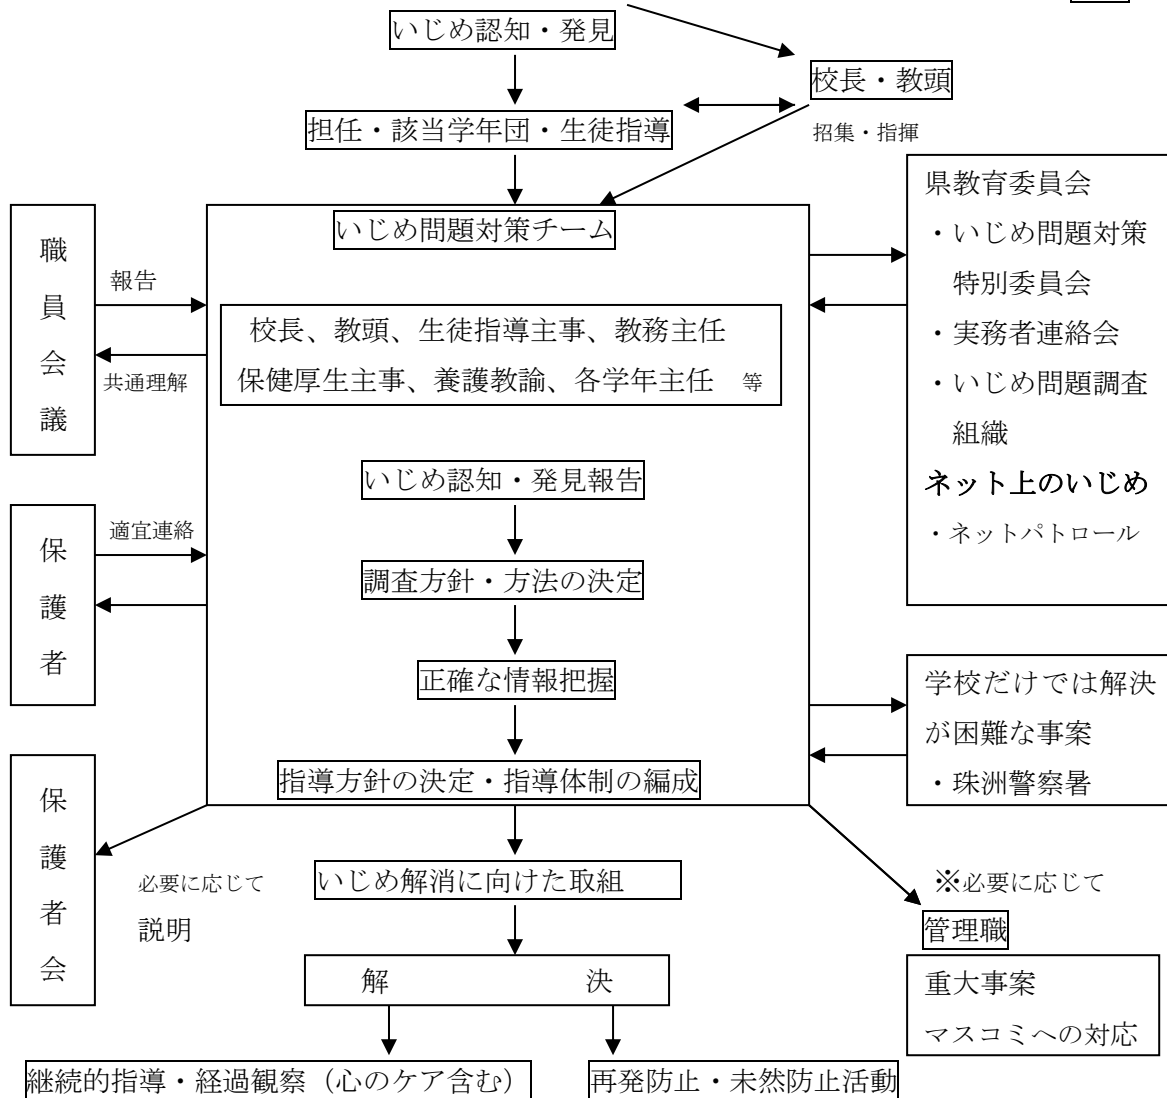 いじめ認知・発見
校長・教頭
担任・該当学年団・生徒指導
招集・指揮
いじめ問題対策チーム
職員会議
報告
共通理解
校長、教頭、生徒指導主事、教務主任
保健厚生主事、養護教諭、各学年主任　等
県教育委員会
・いじめ問題対策
特別委員会
・実務者連絡会
・いじめ問題調査
組織
ネット上のいじめ
・ネットパトロール
いじめ認知・発見報告
保護者
適宜連絡
調査方針・方法の決定
正確な情報把握
学校だけでは解決
が困難な事案
・珠洲警察署
指導方針の決定・指導体制の編成
保護者会
必要に応じて
説明
いじめ解消に向けた取組
※必要に応じて
管理職
重大事案
マスコミへの対応
解　決
継続的指導・経過観察（心のケア含む）
再発防止・未然防止活動